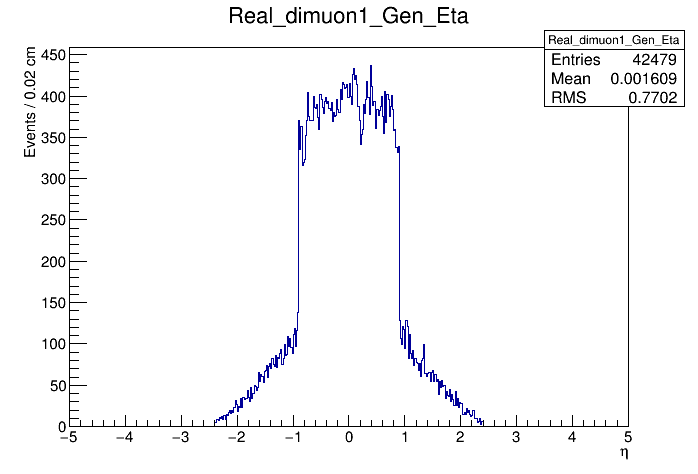 Real_dimuon1_Gen_Eta
Real_dimuon1_Gen_Eta
Entries 42479
Mean 0.001609
RMS 0.7702
Events / 0.02 cm
450
400
350
300
250
200
150
100
50
0
−5 −4 −3 −2 −1 0 1 2 3 4 5
η